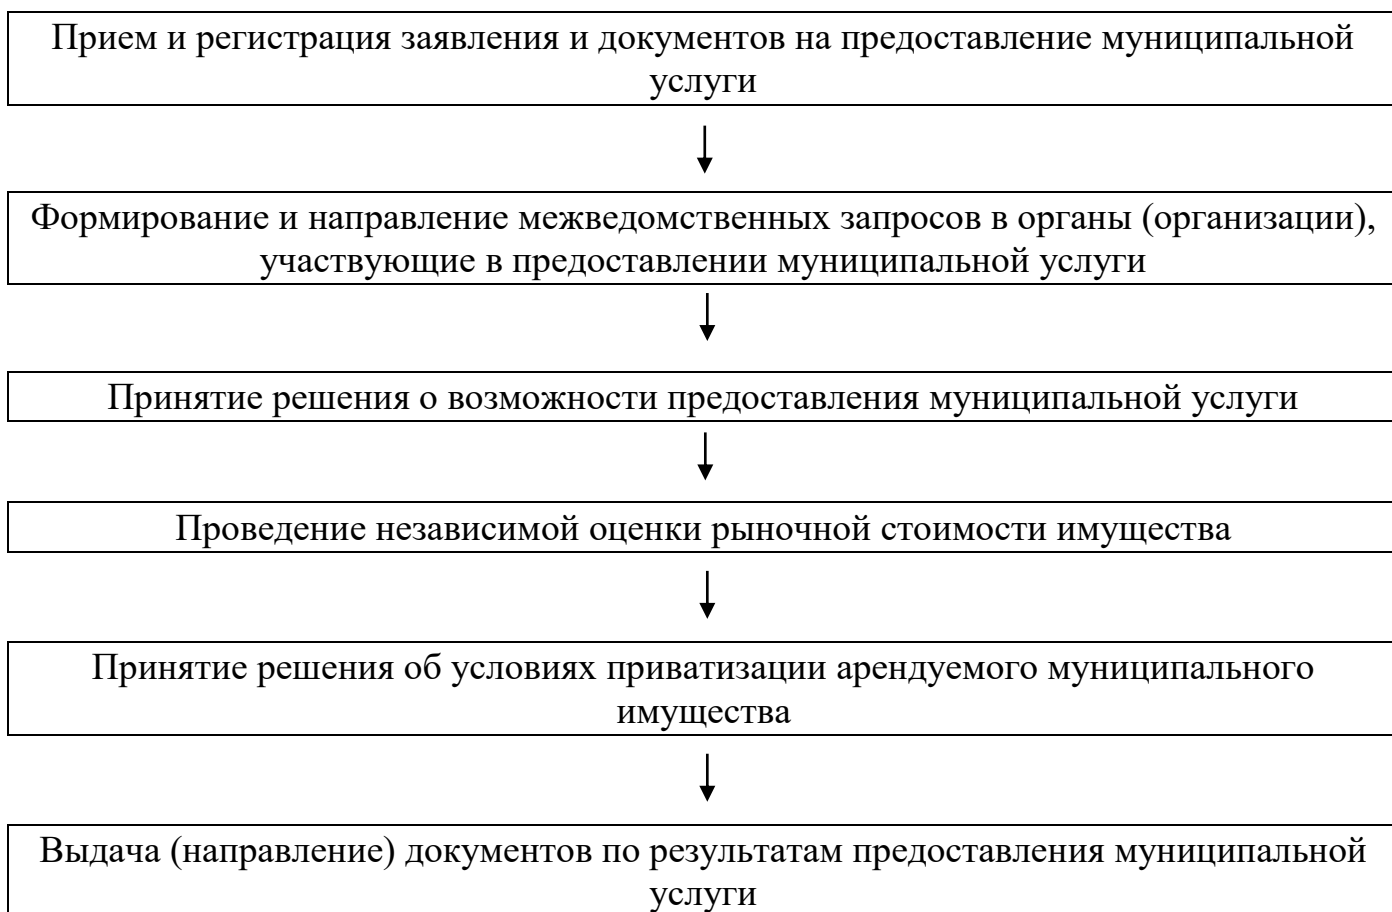 Прием и регистрация заявления и документов на предоставление муниципальной
услуги
Формирование и направление межведомственных запросов в органы (организации),
участвующие в предоставлении муниципальной услуги
Принятие решения о возможности предоставления муниципальной услуги
Проведение независимой оценки рыночной стоимости имущества
Принятие решения об условиях приватизации арендуемого муниципального
имущества
Выдача (направление) документов по результатам предоставления муниципальной
услуги